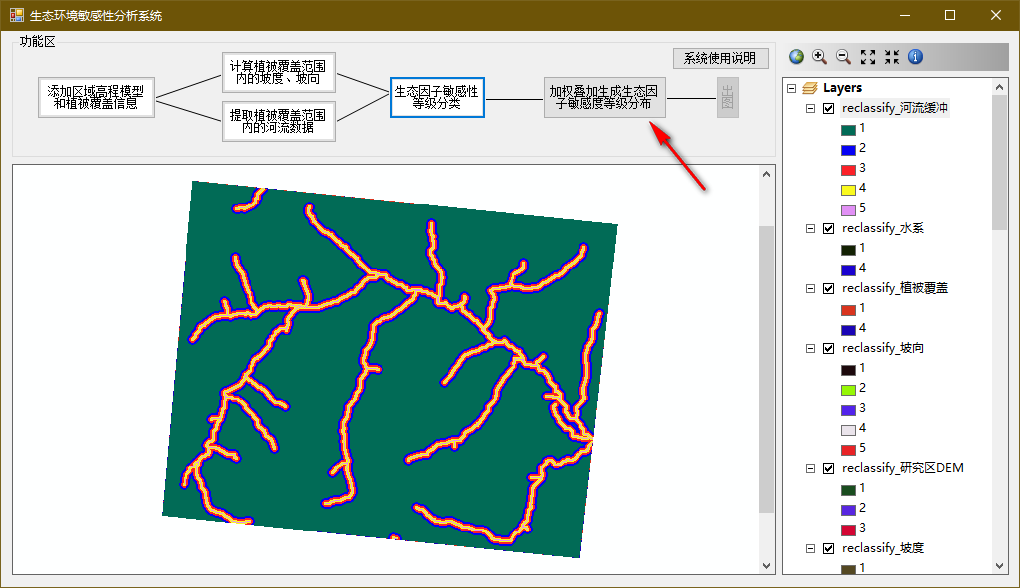 生态环境敏感性分析系统
功能区
添加区域高程模型
和植被覆盖信息
计算植被覆盖范围
内的坡度、坡向
提取植被覆盖范围
内的河流数据
生态因子敏感性
等级分类
加权叠加生成生态因
子敏感度等级分布
出
图
系统使用说明
Layers
reclassify_河流缓冲
1
2
3
4
5
reclassify_水系
1
4
reclassify_植被覆盖
1
4
reclassify_坡向
1
2
3
4
5
reclassify_研究区DEM
1
2
3
reclassify_坡度
1